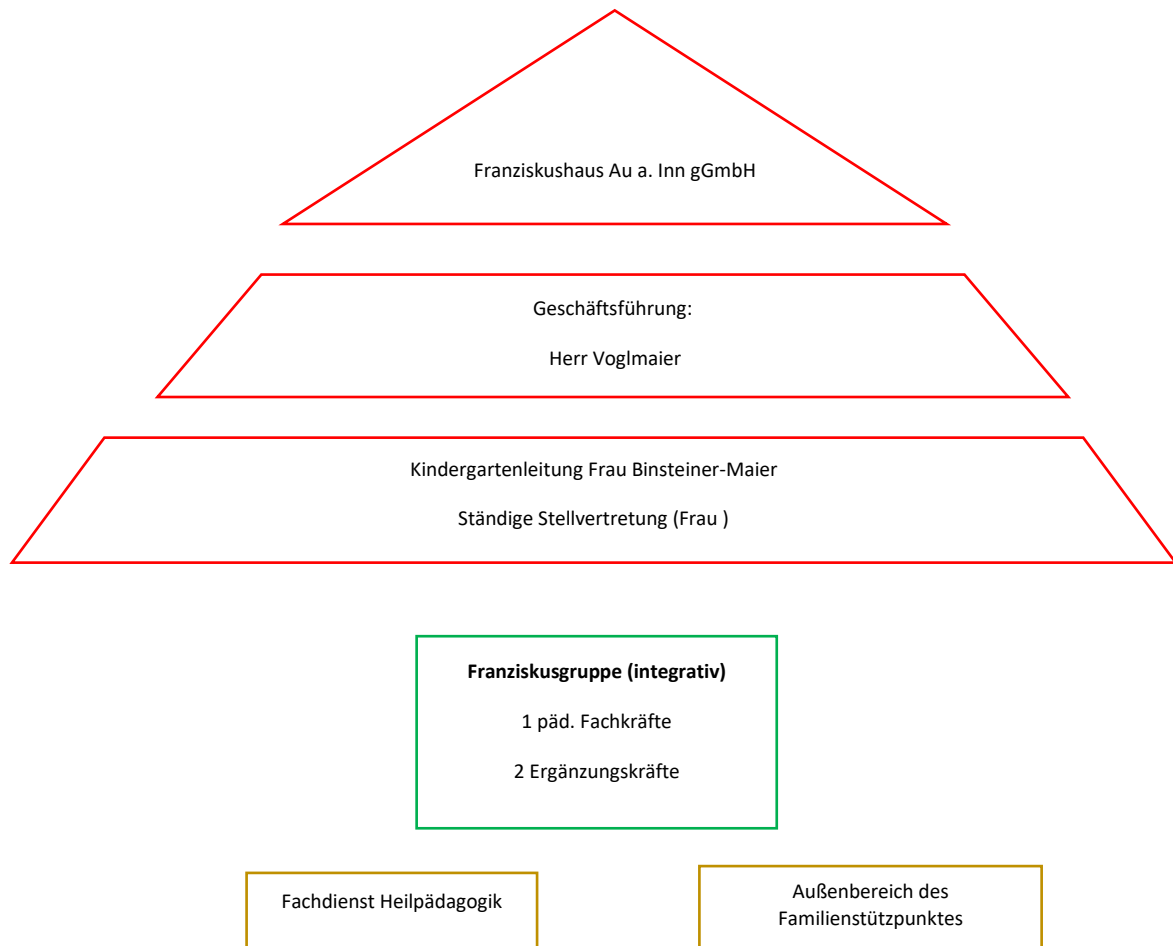 Franziskushaus Au a. Inn gGmbH
Geschäftsführung:
Herr Voglmaier
Kindergartenleitung Frau Binsteiner-Maier
Ständige Stellvertretung (Frau )
Franziskusgruppe (integrativ)
1 päd. Fachkräfte
2 Ergänzungskräfte
Fachdienst Heilpädagogik
Außenbereich des
Familienstützpunktes